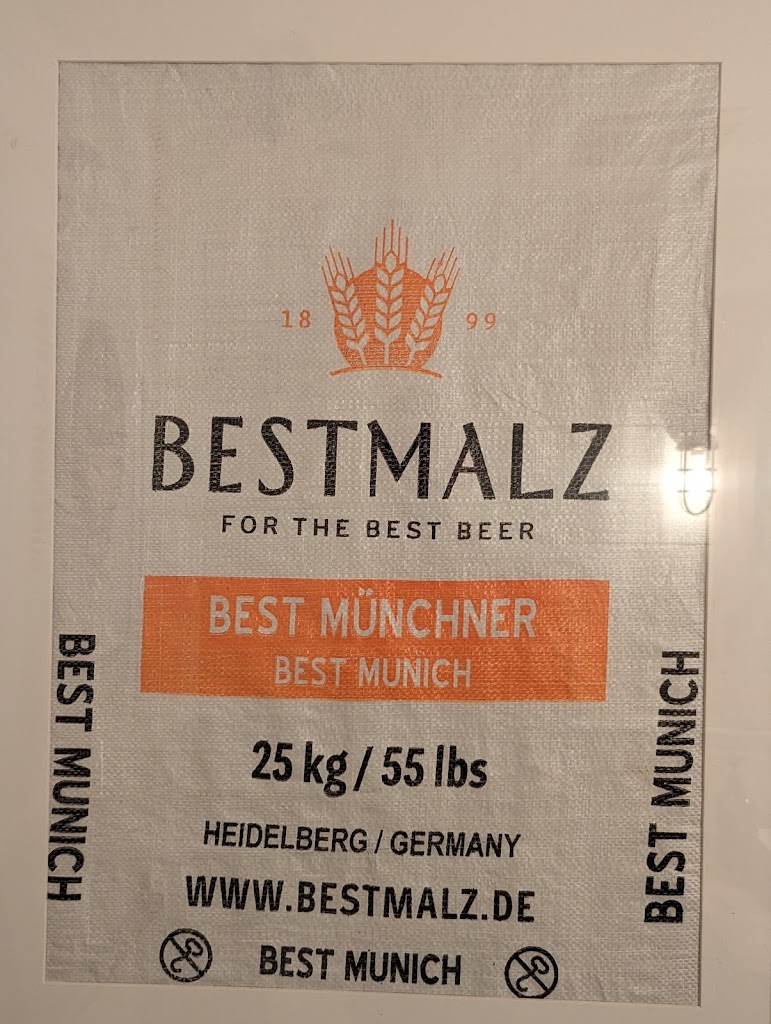 18 99
BESTMALZ
FOR THE BEST BEER
BEST MÜNCHNER
BEST MUNICH
BEST MUNICH
BEST MUNICH
25 kg / 55 lbs
HEIDELBERG / GERMANY
WWW.BESTMALZ.DE
BEST MUNICH